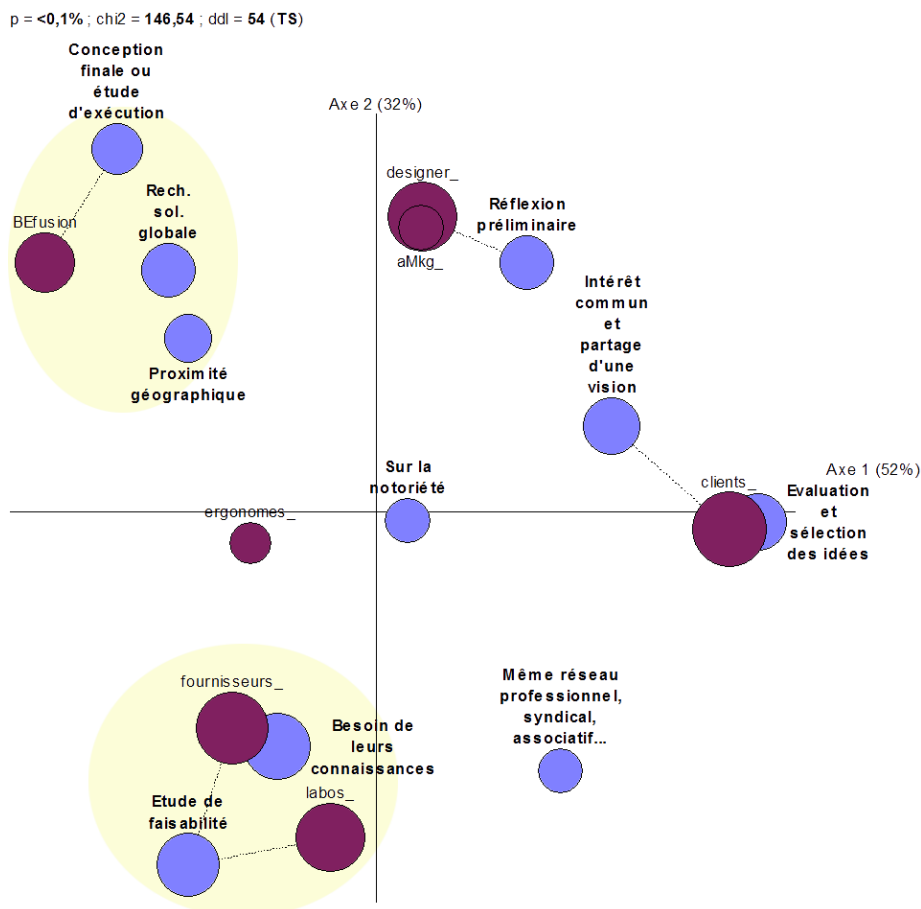 p = <0,1% ; chi2 = 146,54 ; ddl = 54 (TS)
Conception
finale ou
étude
d'exécution
Axe 2 (32%)
designer_
Rech.
sol.
globale
Réflexion
préliminaire
BEfusion
aMkg_
Intérêt
commun
et
partage
d'une
vision
Proximité
géographique
Sur la
notoriété
Axe 1 (52%)
clients_
Evaluation
et
sélection
des idées
ergonomes_
Même réseau
professionnel,
syndical,
associatif...
fournisseurs_
Besoin de
leurs
connaissances
labos_
Etude de
faisabilité